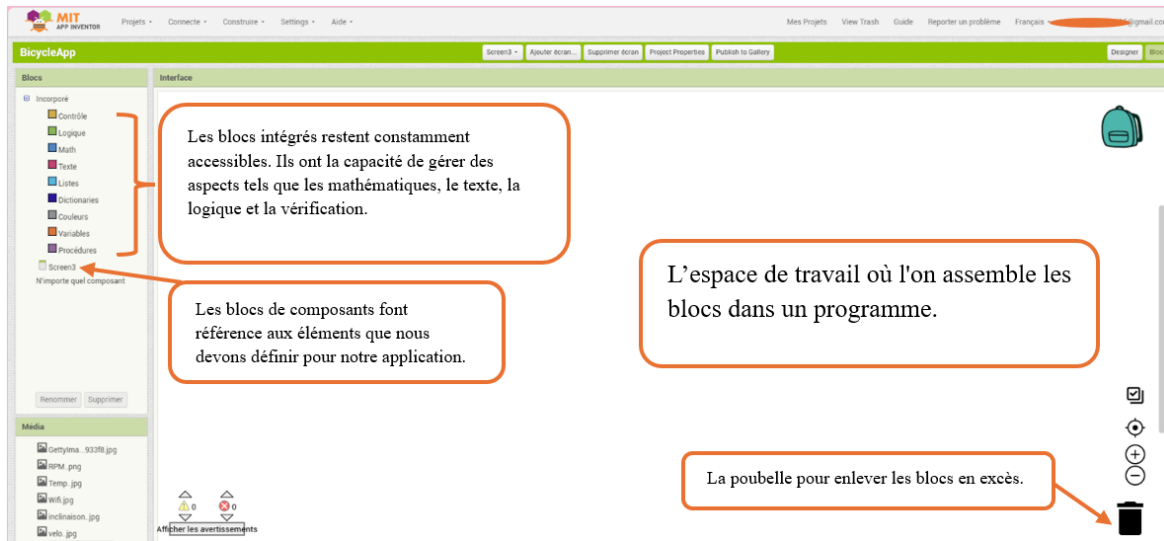 MIT
APP INVENTOR
Projets
Connecte
Construire
Settings
Aide
Mes Projets
View Trash
Guide
Reporter un problème
Français
@gmail.co
BicycleApp
Screen3
Ajouter écran...
Supprimer écran
Project Properties
Publish to Gallery
Designer
Bloc
Blocs
Interface
Incorporé
Contrôle
Logique
Math
Texte
Listes
Dictionaries
Couleurs
Variables
Procédures
Screen3
N'importe quel composant
Les blocs intégrés restent constamment
accessibles. Ils ont la capacité de gérer des
aspects tels que les mathématiques, le texte, la
logique et la vérification.
Les blocs de composants font
référence aux éléments que nous
devons définir pour notre application.
L'espace de travail où l'on assemble les
blocs dans un programme.
Renommer
Supprimer
Média
GettyIma...933f8.jpg
RPM.png
Temp.jpg
Wifi.jpg
inclinaison.jpg
velo.jpg
0
0
Afficher les avertissements
La poubelle pour enlever les blocs en excès.